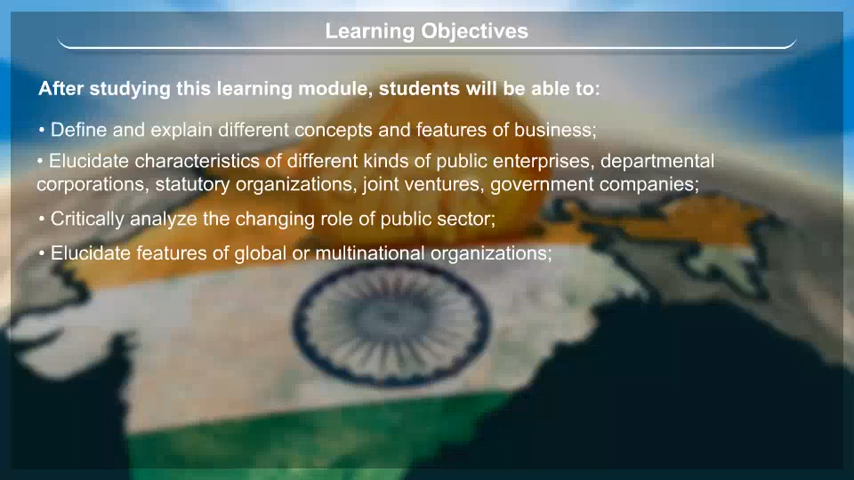 Learning Objectives
After studying this learning module, students will be able to:
• Define and explain different concepts and features of business;
• Elucidate characteristics of different kinds of public enterprises, departmental
corporations, statutory organizations, joint ventures, government companies;
• Critically analyze the changing role of public sector;
• Elucidate features of global or multinational organizations;